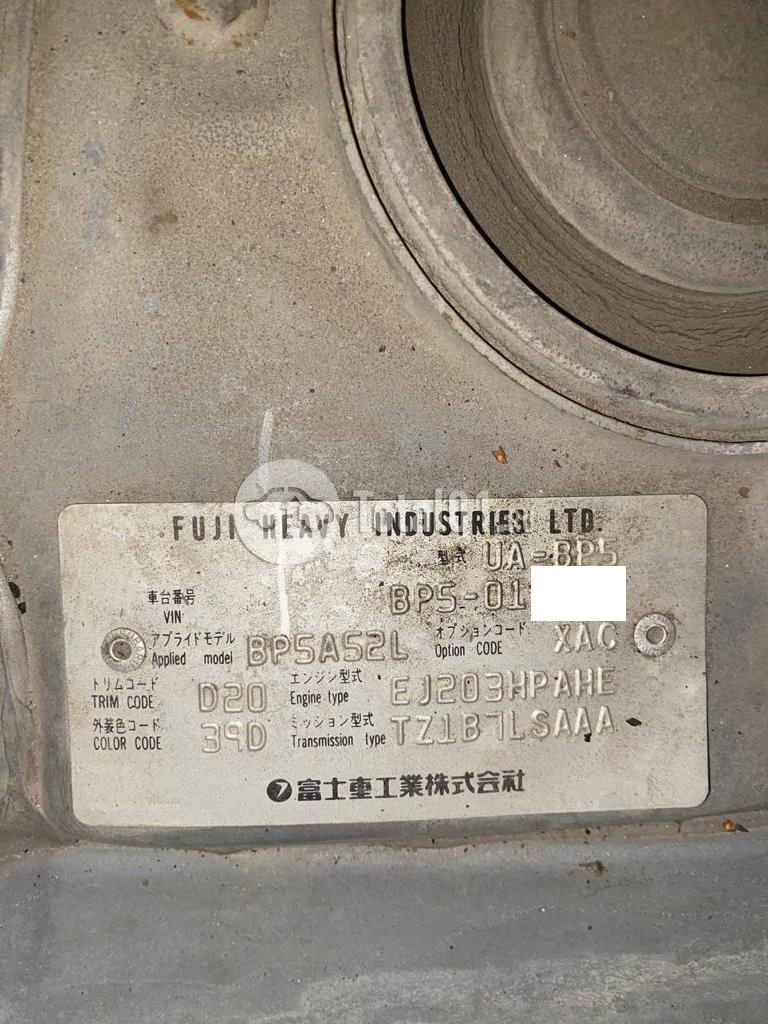 FUJI HEAVY INDUSTRIES LTD.
型式 UA-BP5
車台番号 BP5-01
VIN
アプライドモデル BP5A52L オプションコード XAC
Applied model Option CODE
トリムコード D20 エンジン型式 EJ203HPAHE
TRIM CODE Engine type
外装色コード 39D ミッション型式 TZ1B7LSAAA
COLOR CODE Transmission type
富士重工業株式会社